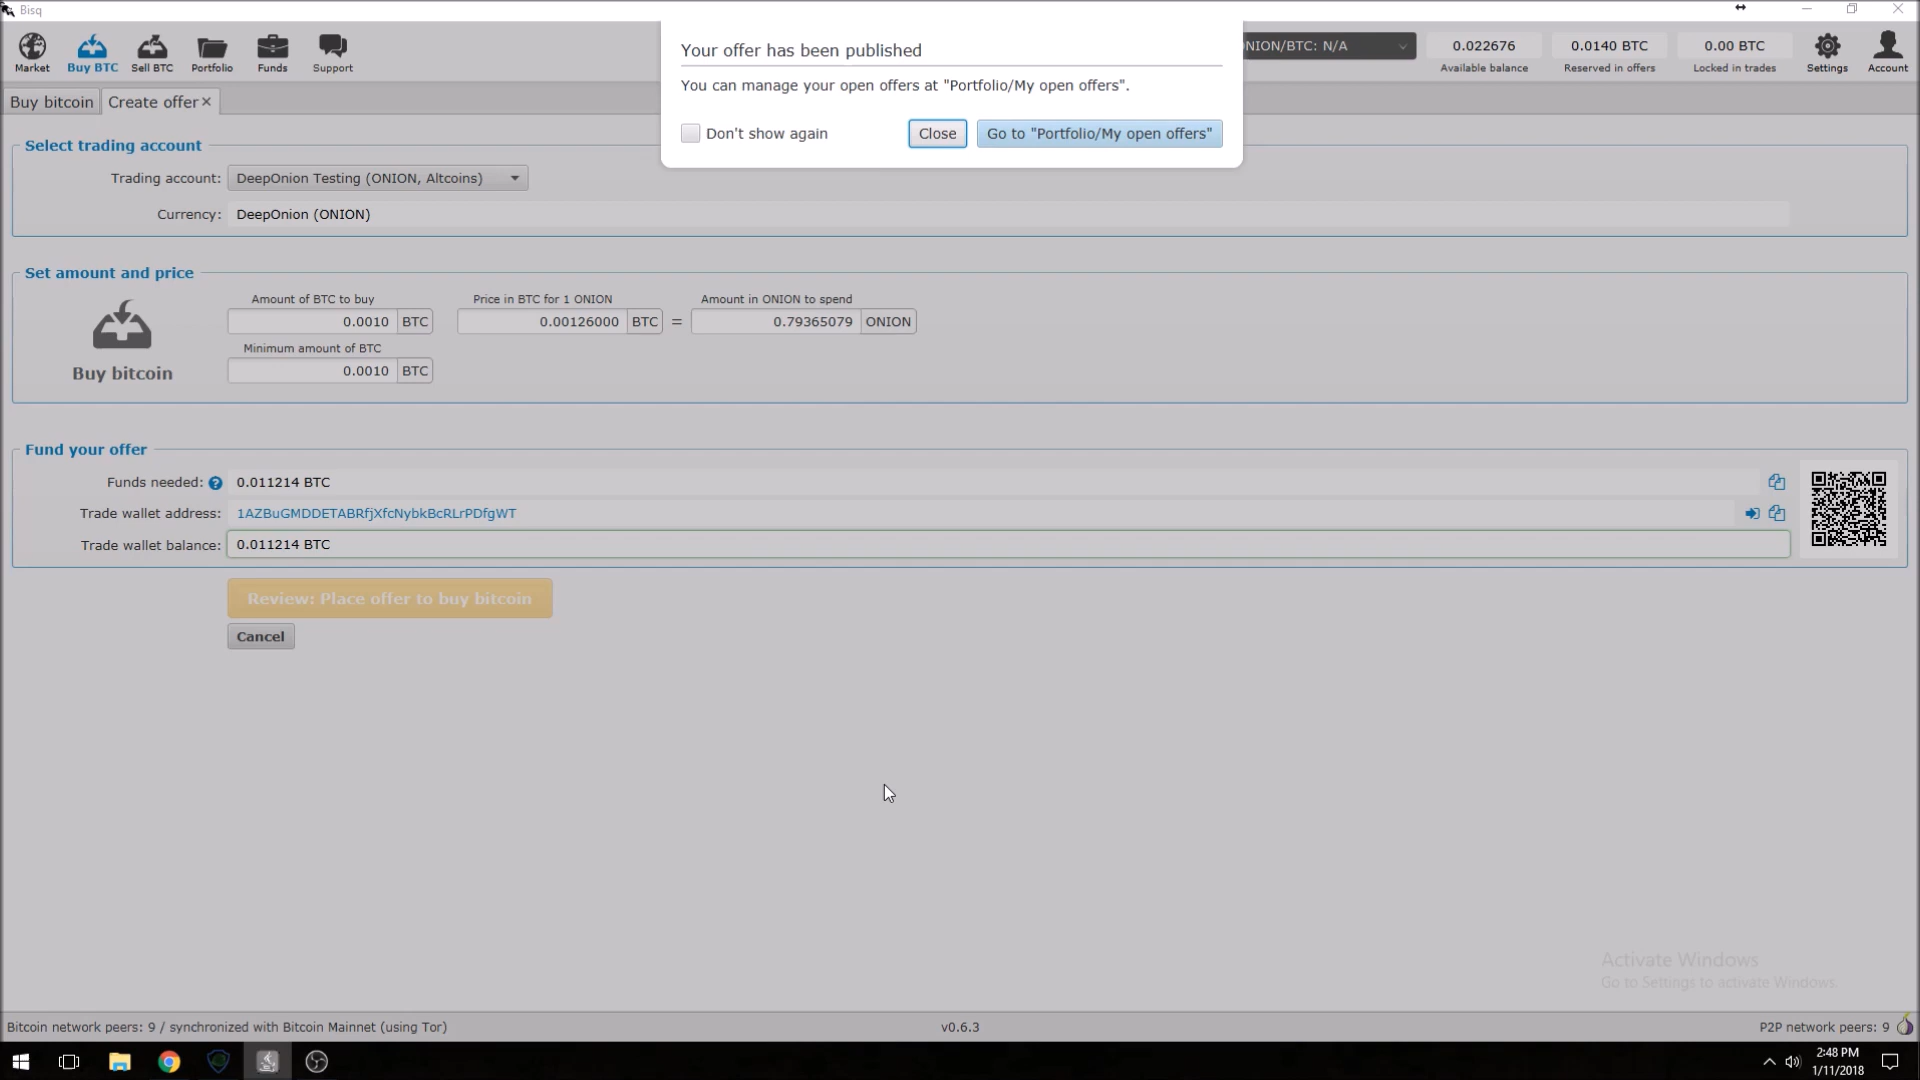 Bisq
Market
Buy BTC
Sell BTC
Portfolio
Funds
Support
Your offer has been published
You can manage your open offers at "Portfolio/My open offers".
Don't show again
Close
Go to "Portfolio/My open offers"
NION/BTC: N/A
0.022676
Available balance
0.0140 BTC
Reserved in offers
0.00 BTC
Locked in trades
Settings
Account
Buy bitcoin
Create offer
Select trading account
Trading account: DeepOnion Testing (ONION, Altcoins)
Currency: DeepOnion (ONION)
Set amount and price
Amount of BTC to buy
Price in BTC for 1 ONION
Amount in ONION to spend
0.0010 BTC
0.00126000 BTC = 0.79365079 ONION
Minimum amount of BTC
0.0010 BTC
Buy bitcoin
Fund your offer
Funds needed: ? 0.011214 BTC
Trade wallet address: 1AZBuGMDDETABRfjXfcNybkBcRLrPDfgWT
Trade wallet balance: 0.011214 BTC
Review: Place offer to buy bitcoin
Cancel
Activate Windows
Go to Settings to activate Windows.
Bitcoin network peers: 9 / synchronized with Bitcoin Mainnet (using Tor)
v0.6.3
P2P network peers: 9
2:48 PM
1/11/2018